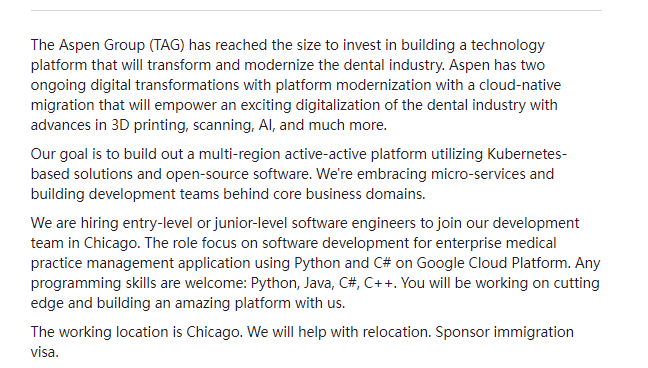 The Aspen Group (TAG) has reached the size to invest in building a technology
platform that will transform and modernize the dental industry. Aspen has two
ongoing digital transformations with platform modernization with a cloud-native
migration that will empower an exciting digitalization of the dental industry with
advances in 3D printing, scanning, AI, and much more.
Our goal is to build out a multi-region active-active platform utilizing Kubernetes-
based solutions and open-source software. We're embracing micro-services and
building development teams behind core business domains.
We are hiring entry-level or junior-level software engineers to join our development
team in Chicago. The role focus on software development for enterprise medical
practice management application using Python and C# on Google Cloud Platform. Any
programming skills are welcome: Python, Java, C#, C++. You will be working on cutting
edge and building an amazing platform with us.
The working location is Chicago. We will help with relocation. Sponsor immigration
visa.